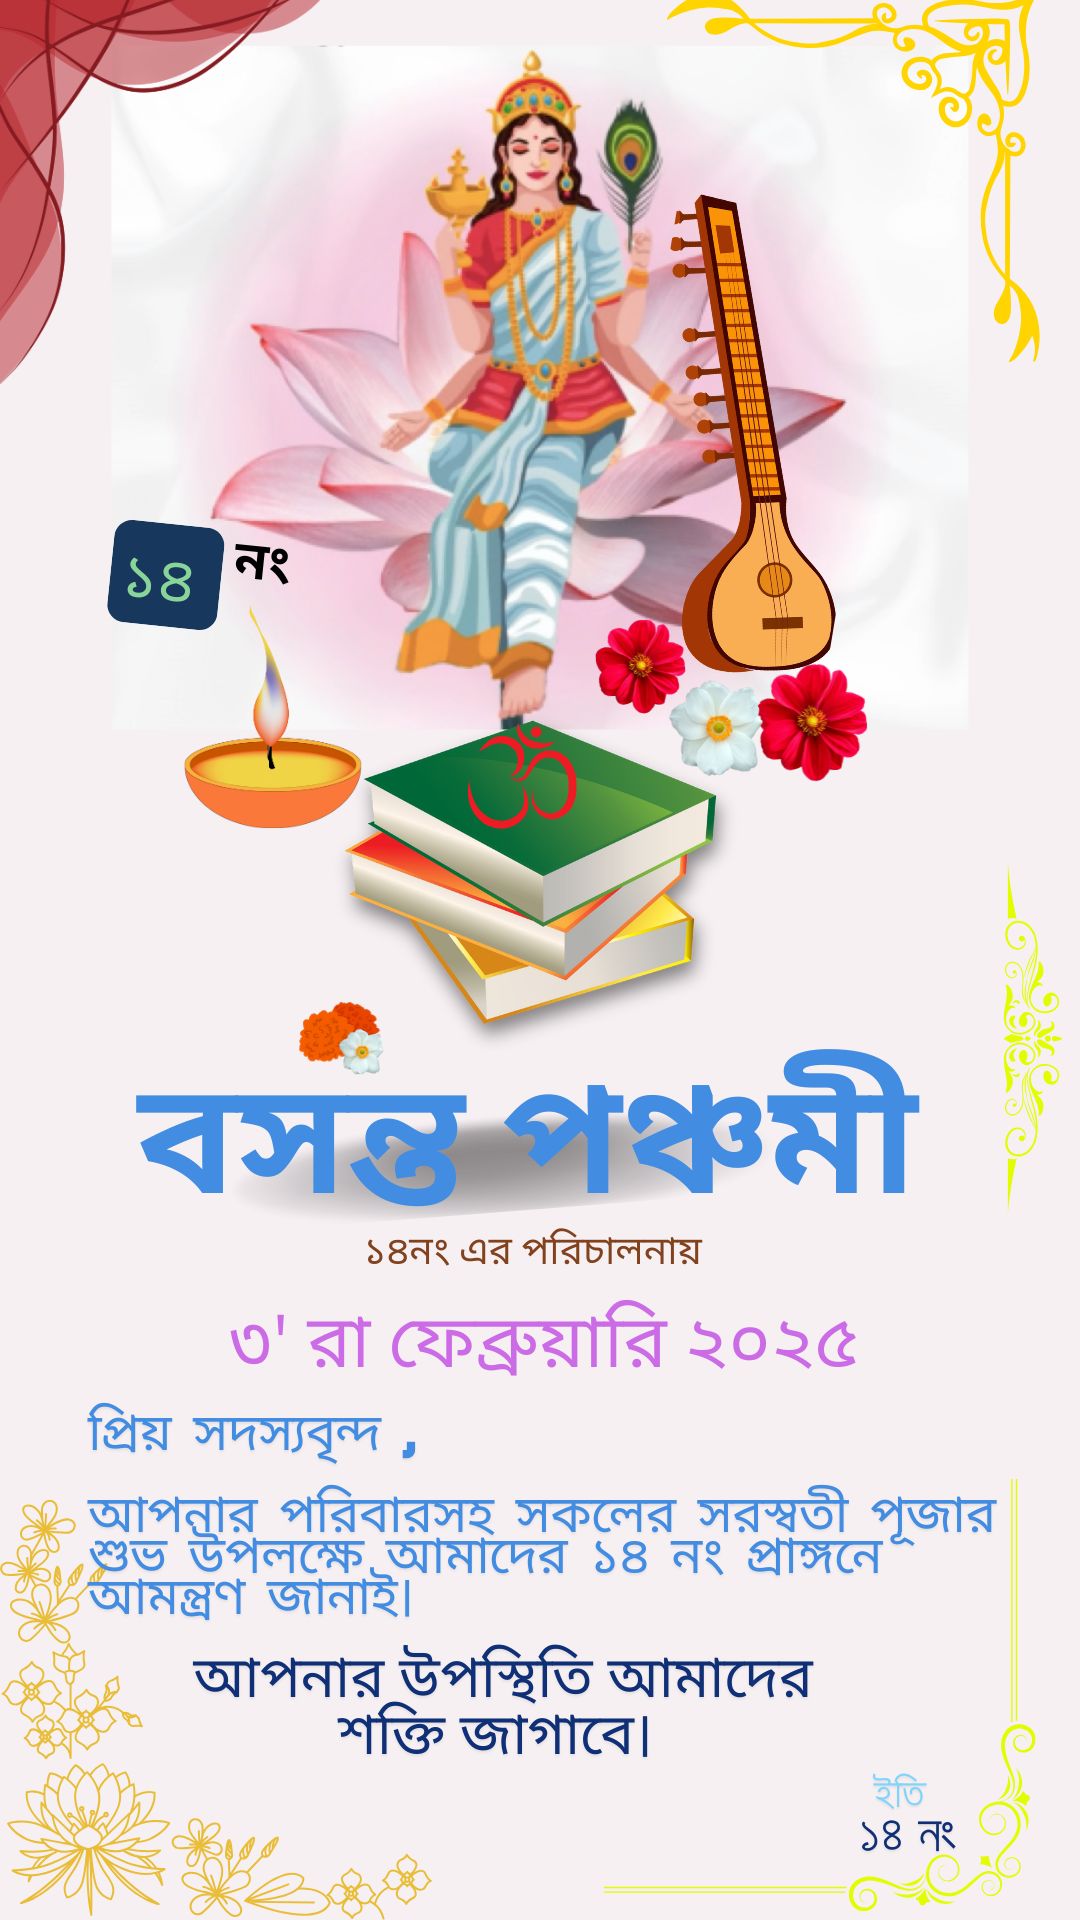 ১৪ নং
ॐ
বসন্ত পঞ্চমী
১৪নং এর পরিচালনায়
৩' রা ফেব্রুয়ারি ২০২৫
প্রিয় সদস্যবৃন্দ ,
আপনার পরিবারসহ সকলের সরস্বতী পূজার
শুভ উপলক্ষে আমাদের ১৪ নং প্রাঙ্গনে
আমন্ত্রণ জানাই।
আপনার উপস্থিতি আমাদের
শক্তি জাগাবে।
ইতি
১৪ নং